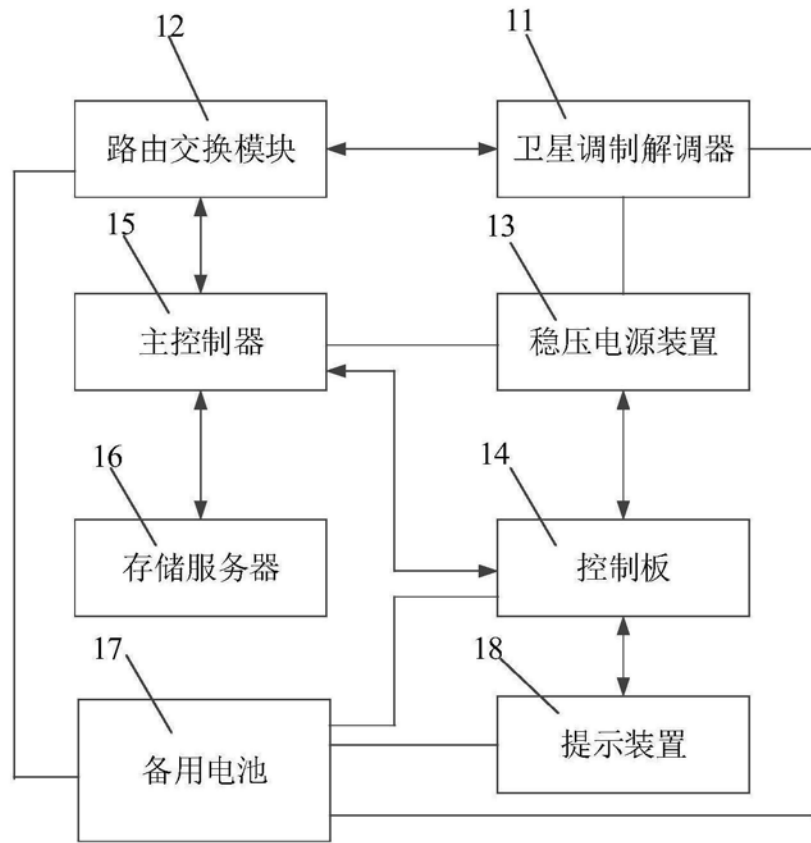 12
11
路由交换模块
卫星调制解调器
15
13
主控制器
稳压电源装置
16
14
存储服务器
控制板
17
18
备用电池
提示装置